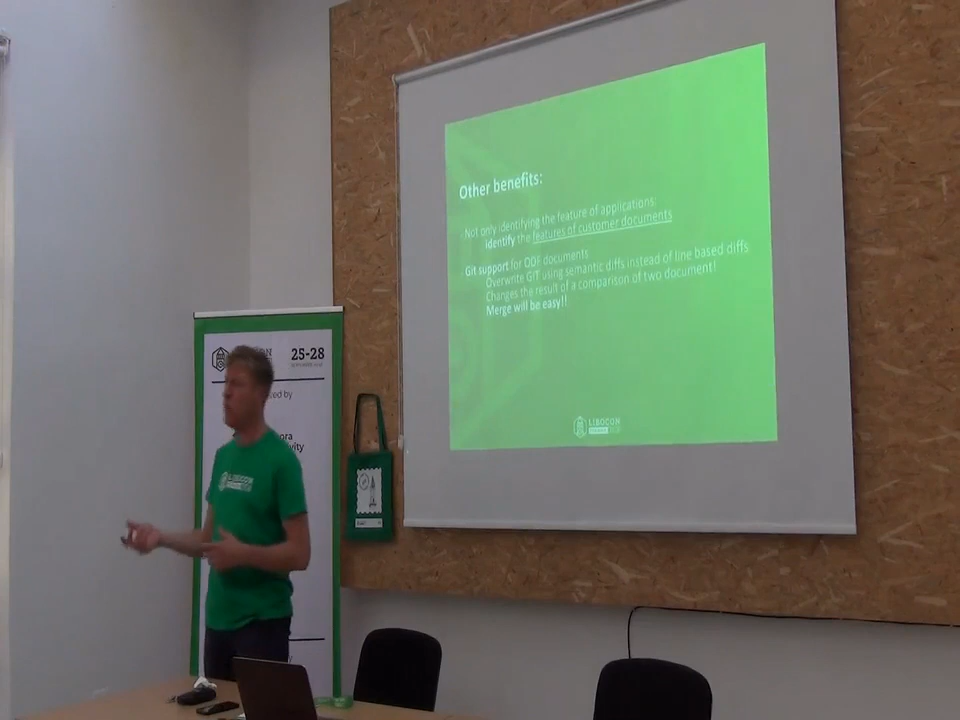 Other benefits:
Not only identifying the feature of applications:
identify the features of customer documents
Git support for ODF documents
Overwrite GIT using semantic diffs instead of line based diffs
Changes the result of a comparison of two document!
Merge will be easy!!
LIBOCON
25-28
LIBOCON